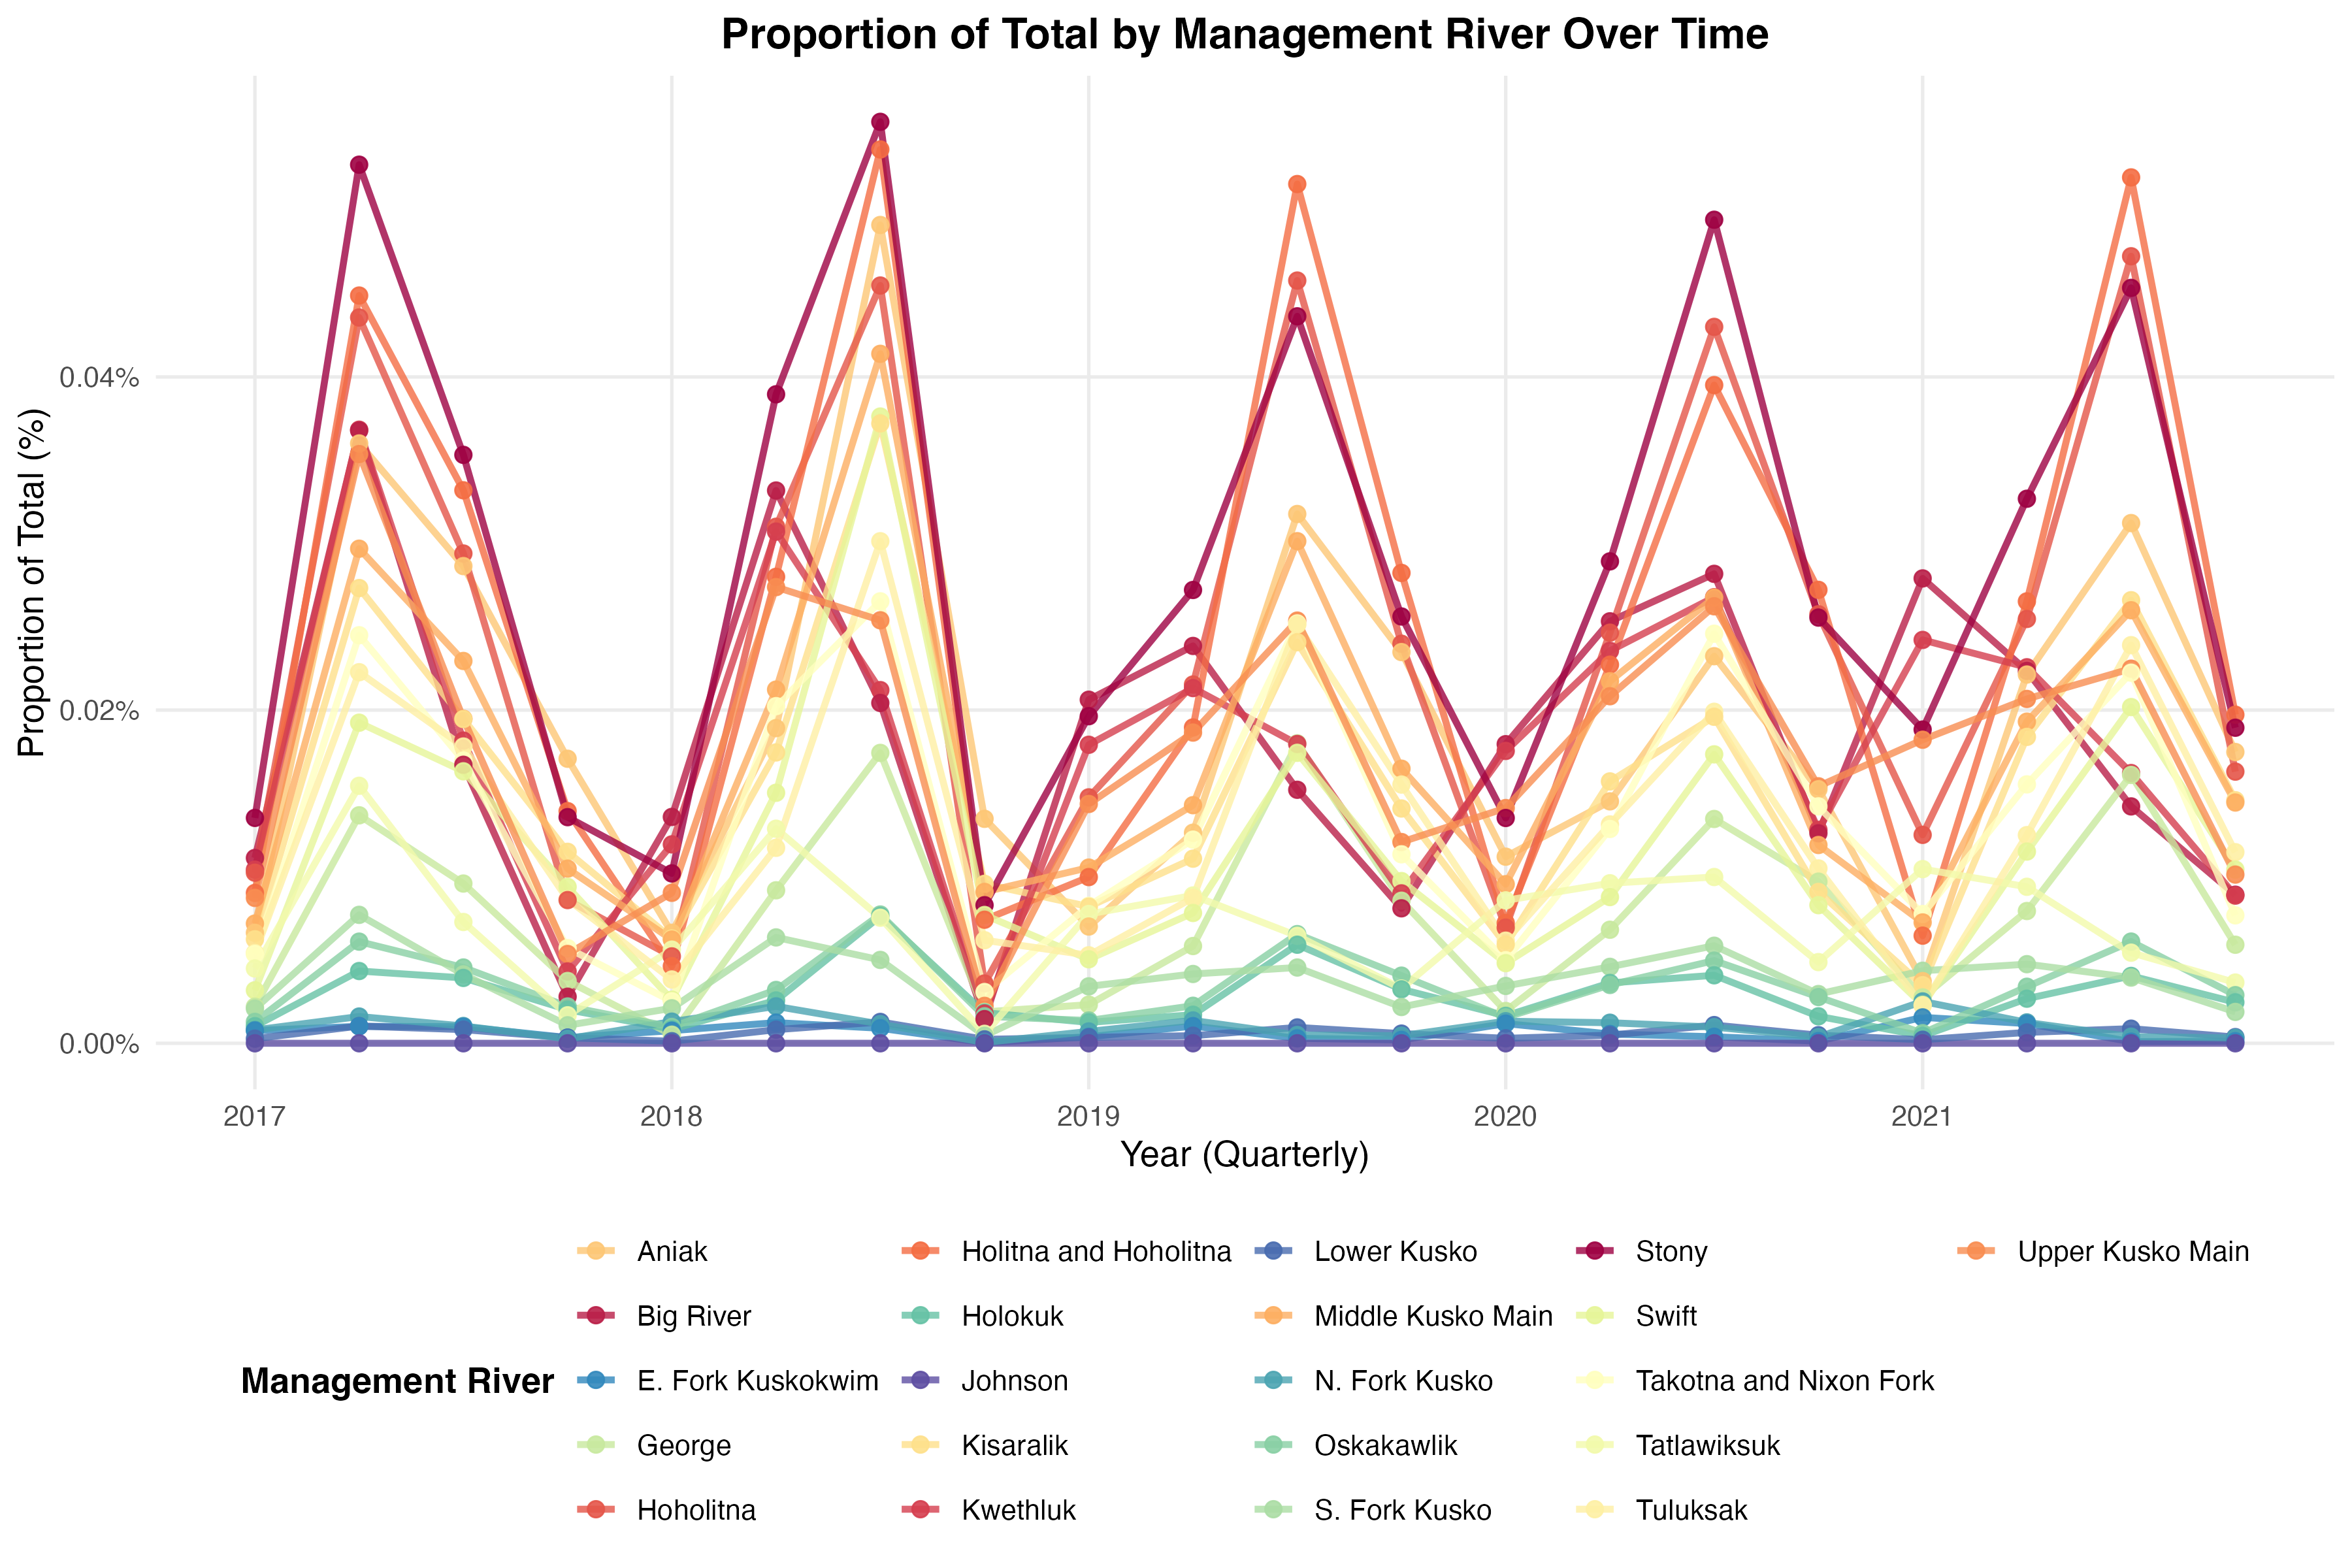 Proportion of Total by Management River Over Time
Proportion of Total (%)
0.04%
0.02%
0.00%
2017 2018 2019 2020 2021
Year (Quarterly)
Management River
Aniak
Big River
E. Fork Kuskokwim
George
Hoholitna
Holitna and Hoholitna
Holokuk
Johnson
Kisaralik
Kwethluk
Lower Kusko
Middle Kusko Main
N. Fork Kusko
Oskakawlik
S. Fork Kusko
Stony
Swift
Takotna and Nixon Fork
Tatlawiksuk
Tuluksak
Upper Kusko Main